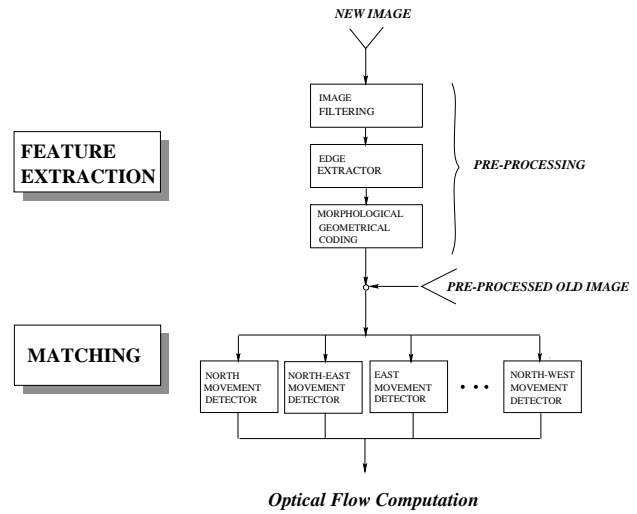 NEW IMAGE
IMAGE
FILTERING
FEATURE
EXTRACTION
EDGE
EXTRACTOR
PRE-PROCESSING
MORPHOLOGICAL
GEOMETRICAL
CODING
PRE-PROCESSED OLD IMAGE
MATCHING
NORTH
MOVEMENT
DETECTOR
NORTH-EAST
MOVEMENT
DETECTOR
EAST
MOVEMENT
DETECTOR
• • •
NORTH-WEST
MOVEMENT
DETECTOR
Optical Flow Computation